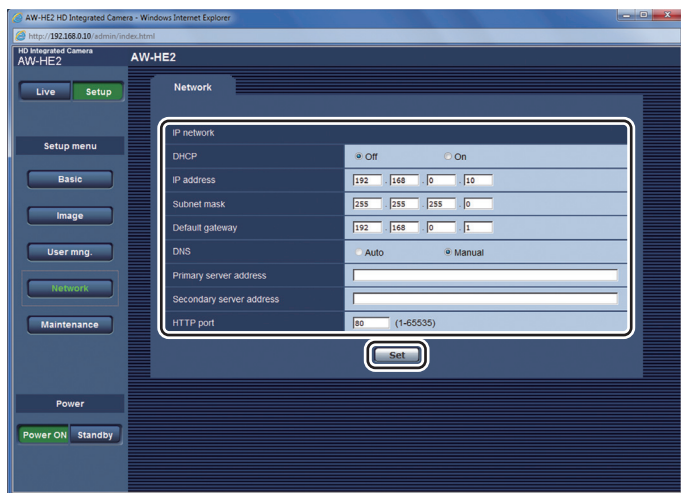 AW-HE2 HD Integrated Camera - Windows Internet Explorer
http://192.168.0.10/admin/index.html
HD Integrated Camera
AW-HE2
AW-HE2
Live Setup
Network
IP network
Setup menu
DHCP Off On
Basic
IP address 192 . 168 . 0 . 10
Subnet mask 255 . 255 . 255 . 0
Image
Default gateway 192 . 168 . 0 . 1
User mng.
DNS Auto Manual
Primary server address
Network
Secondary server address
Maintenance
HTTP port 80 (1-65535)
Set
Power
Power ON Standby